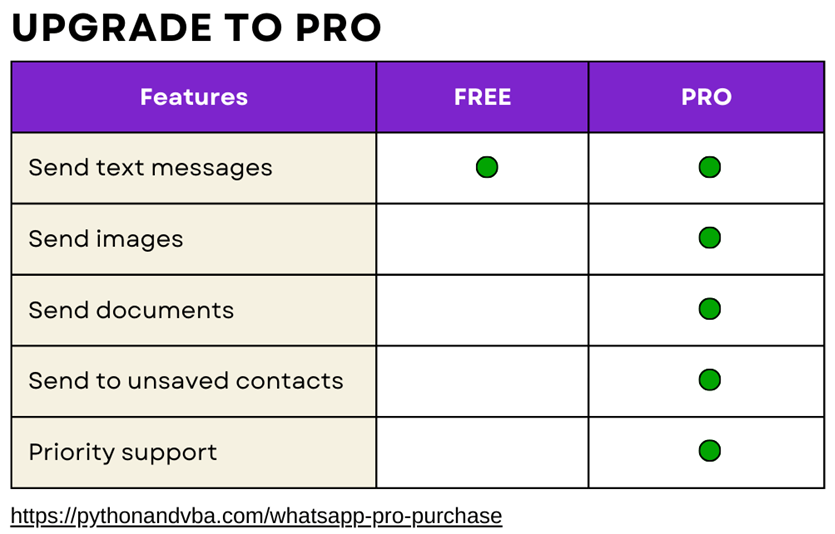 UPGRADE TO PRO
Features FREE PRO
Send text messages
Send images
Send documents
Send to unsaved contacts
Priority support
https://pythonandvba.com/whatsapp-pro-purchase